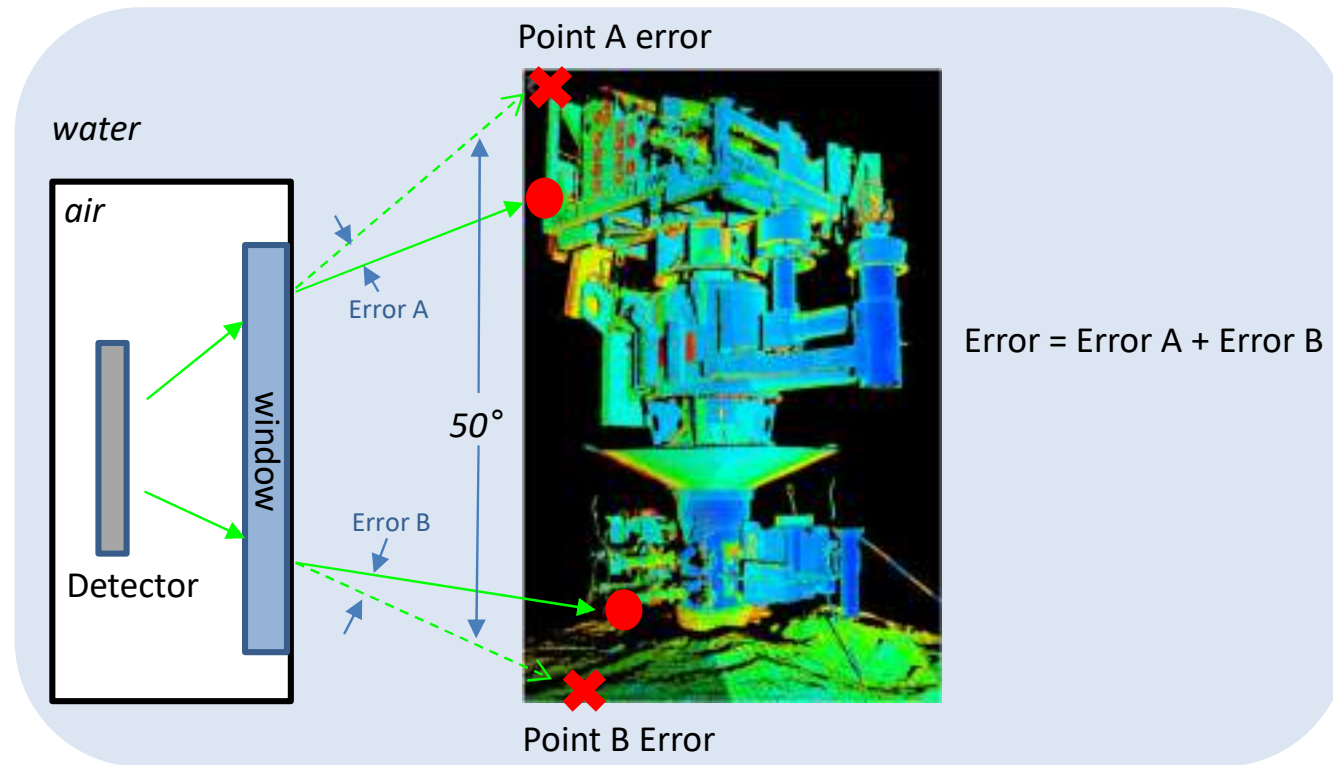 Point A error
water
air
Error A
Error = Error A + Error B
50°
window
Error B
Detector
Point B Error